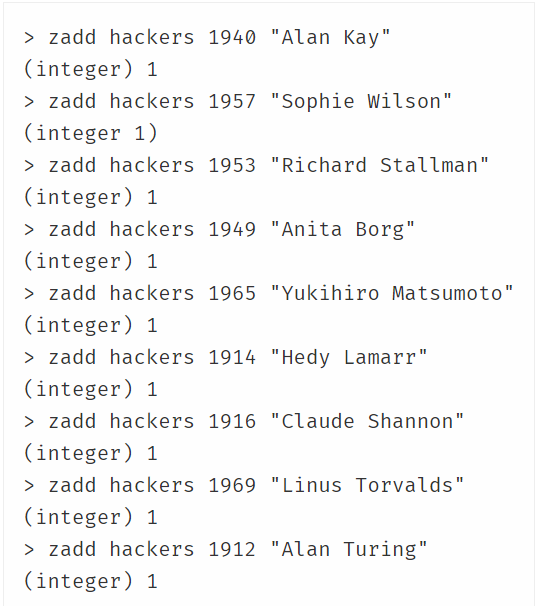 > zadd hackers 1940 "Alan Kay"
(integer) 1
> zadd hackers 1957 "Sophie Wilson"
(integer 1)
> zadd hackers 1953 "Richard Stallman"
(integer) 1
> zadd hackers 1949 "Anita Borg"
(integer) 1
> zadd hackers 1965 "Yukihiro Matsumoto"
(integer) 1
> zadd hackers 1914 "Hedy Lamarr"
(integer) 1
> zadd hackers 1916 "Claude Shannon"
(integer) 1
> zadd hackers 1969 "Linus Torvalds"
(integer) 1
> zadd hackers 1912 "Alan Turing"
(integer) 1